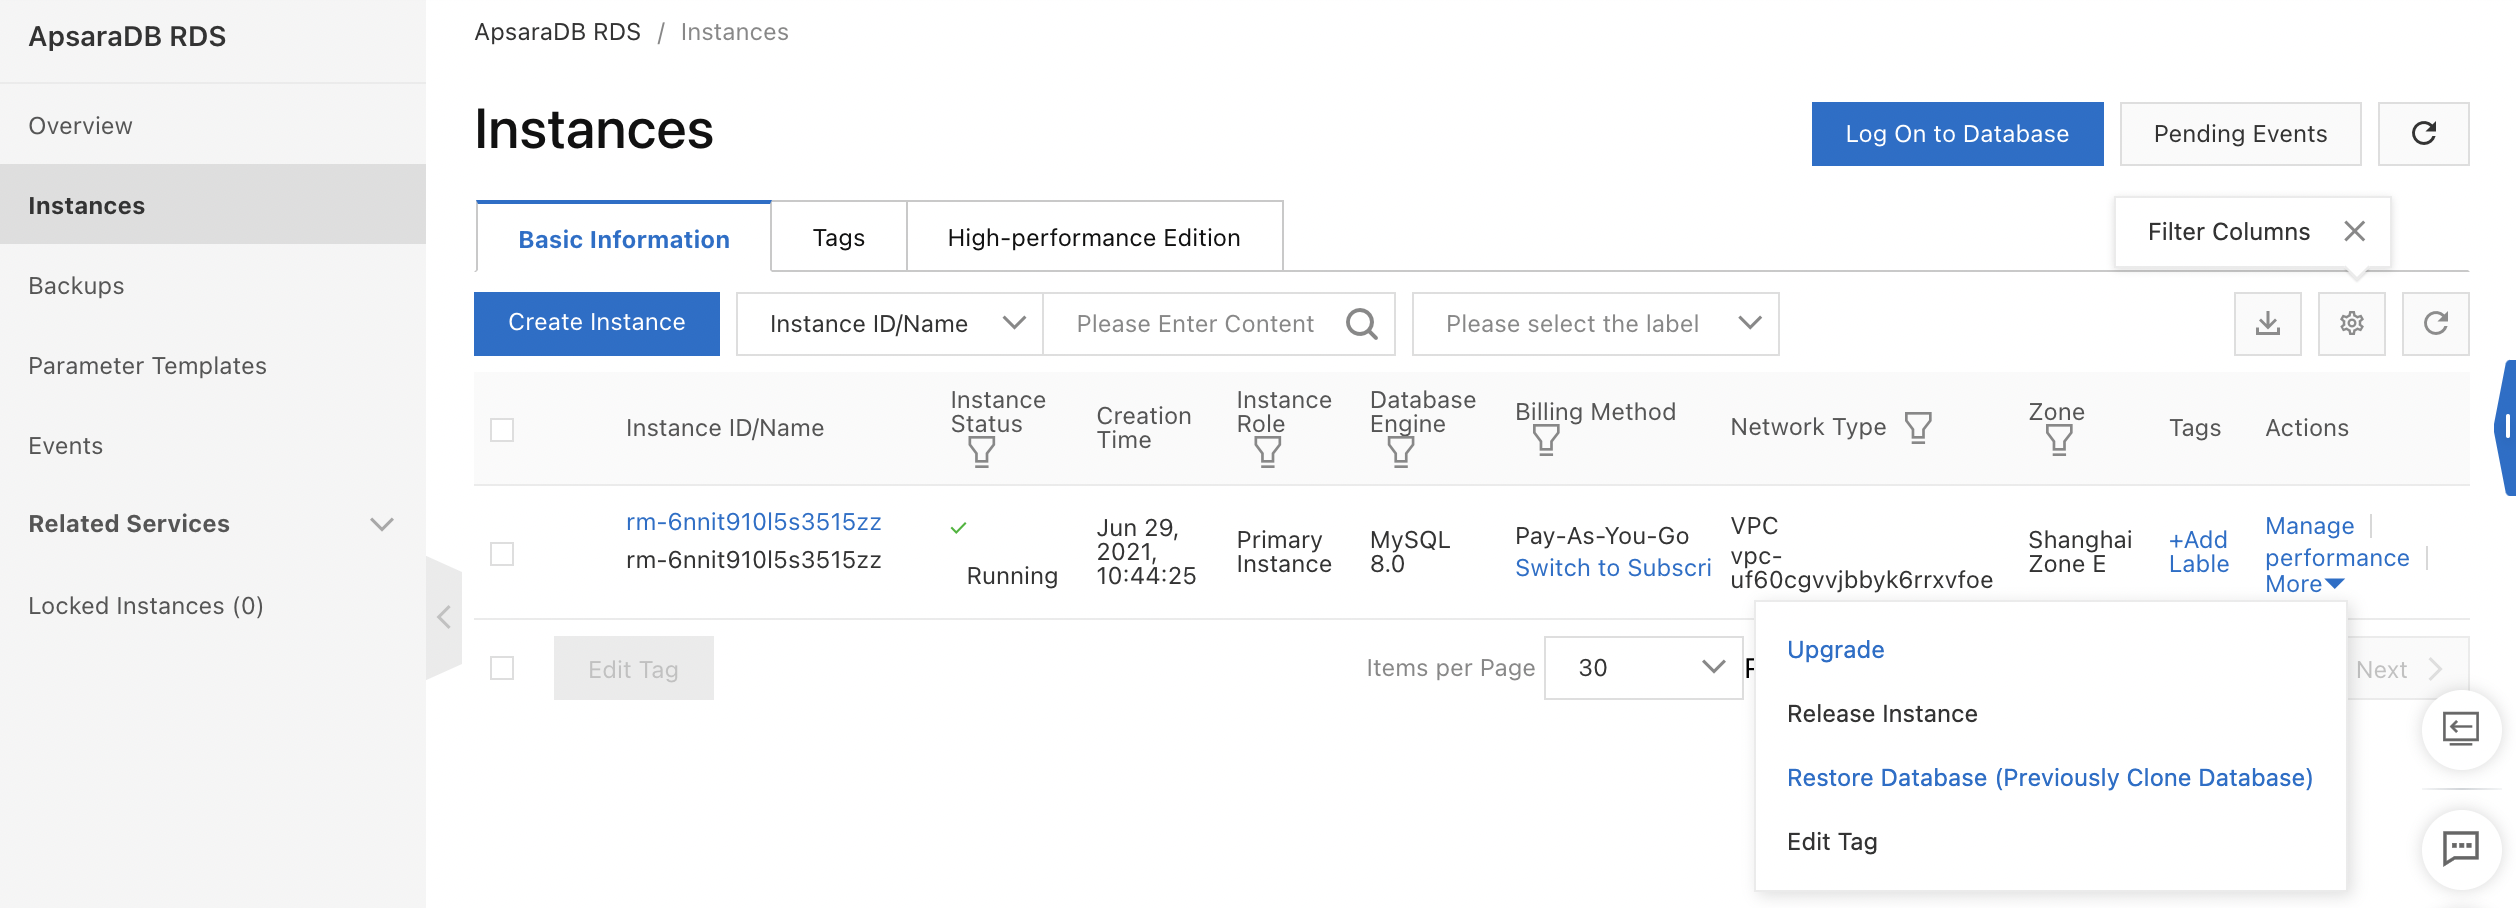 ApsaraDB RDS
Overview
Instances
Backups
Parameter Templates
Events
Related Services
Locked Instances (0)
ApsaraDB RDS / Instances
Instances
Log On to Database
Pending Events
Basic Information
Tags
High-performance Edition
Filter Columns
Create Instance
Instance ID/Name
Please Enter Content
Please select the label
Instance ID/Name
Instance
Status
Creation
Time
Instance
Role
Database
Engine
Billing Method
Network Type
Zone
Tags
Actions
rm-6nnit910l5s3515zz
rm-6nnit910l5s3515zz
Running
Jun 29,
2021,
10:44:25
Primary
Instance
MySQL
8.0
Pay-As-You-Go
Switch to Subscri
VPC
vpc-
uf60cgvvjbbyk6rrxvfoe
Shanghai
Zone E
+Add
Lable
Manage
performance
More
Edit Tag
Items per Page
30
Next
Upgrade
Release Instance
Restore Database (Previously Clone Database)
Edit Tag